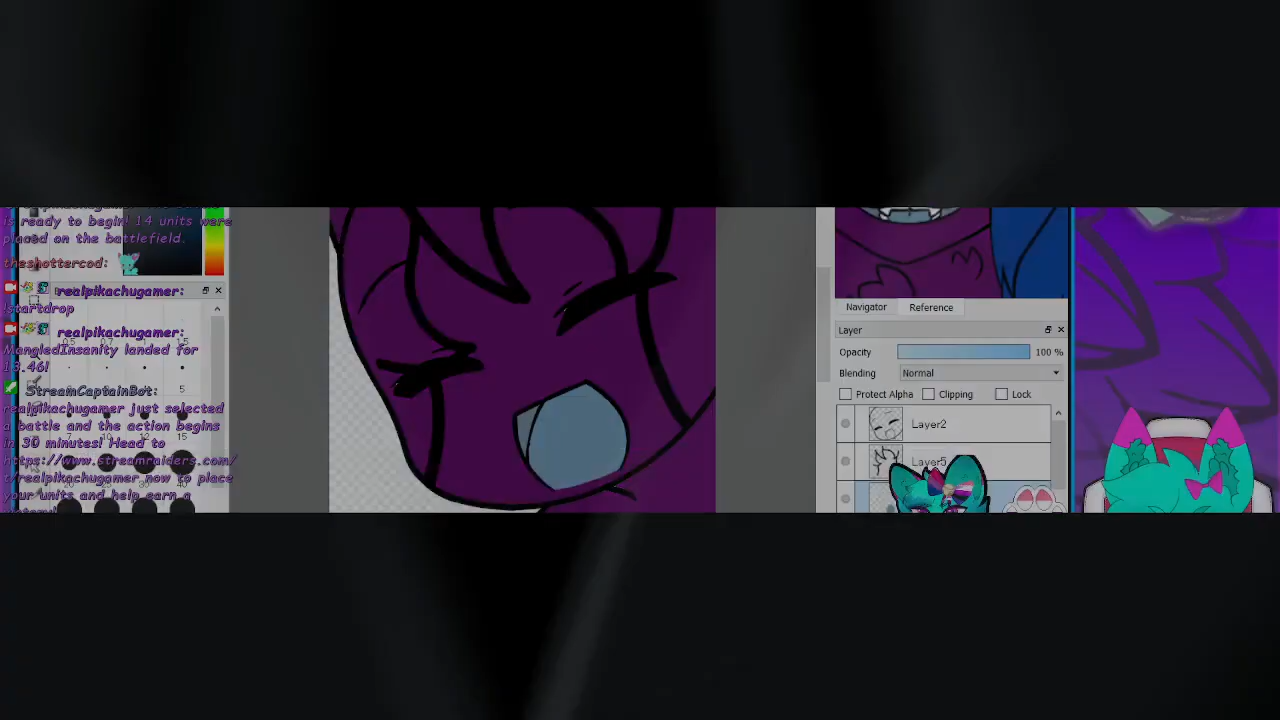 is ready to begin! 14 units were
placed on the battlefield.
theshottercod:
realpikachugamer:
!startdrop
realpikachugamer:
MangledInsanity landed for
13.46!
StreamCaptainBot:
realpikachugamer just selected
a battle and the action begins
in 30 minutes! Head to
https://www.streamraiders.com/
t/realpikachugamer now to place
your units and help earn a
5
12
15
Navigator
Reference
Layer
Opacity
100 %
Blending
Normal
Protect Alpha
Clipping
Lock
Layer2
Layer5